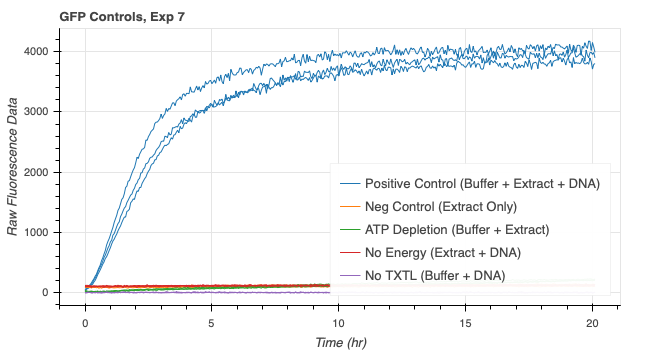 GFP Controls, Exp 7
Raw Fluorescence Data
4000
3000
2000
1000
0
Positive Control (Buffer + Extract + DNA)
Neg Control (Extract Only)
ATP Depletion (Buffer + Extract)
No Energy (Extract + DNA)
No TXTL (Buffer + DNA)
0
5
10
15
20
Time (hr)